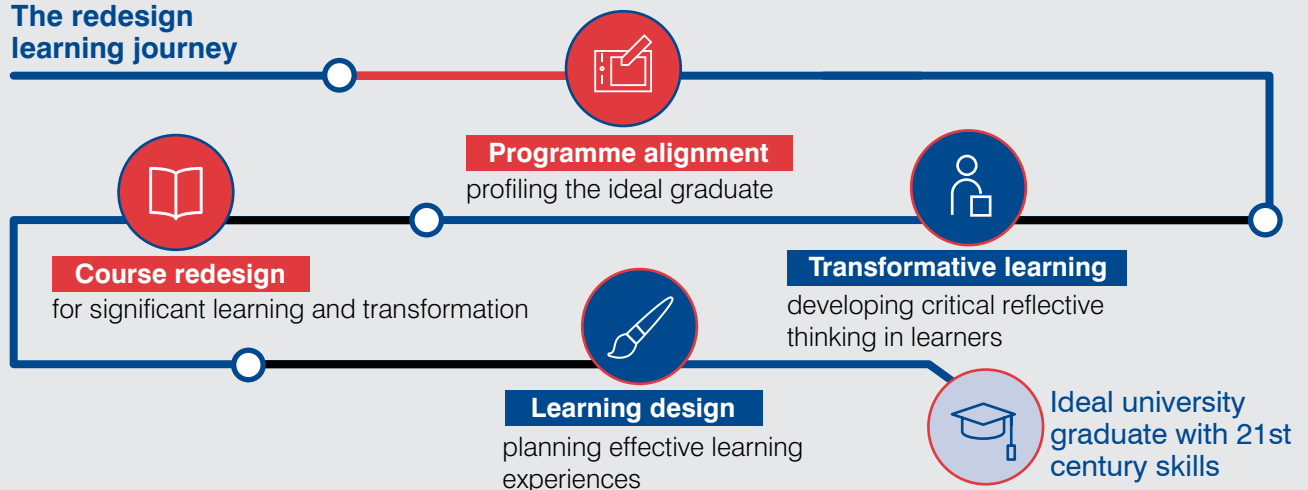 The redesign
learning journey
Programme alignment
profiling the ideal graduate
Transformative learning
developing critical reflective
thinking in learners
Course redesign
for significant learning and transformation
Learning design
planning effective learning
experiences
Ideal university
graduate with 21st
century skills